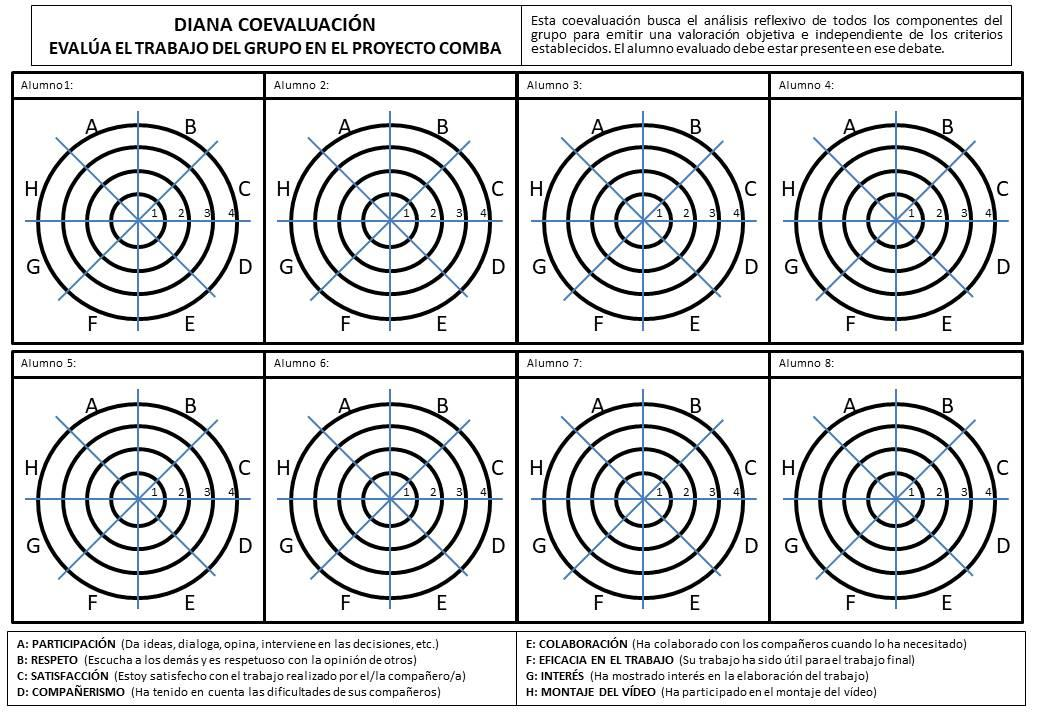 DIANA COEVALUACIÓN
EVALÚA EL TRABAJO DEL GRUPO EN EL PROYECTO COMBA
Esta coevaluación busca el análisis reflexivo de todos los componentes del
grupo para emitir una valoración objetiva e independiente de los criterios
establecidos. El alumno evaluado debe estar presente en ese debate.
Alumno1:
A B
H C
1 2 3 4
G D
F E
Alumno 2:
A B
H C
1 2 3 4
G D
F E
Alumno 3:
A B
H C
1 2 3 4
G D
F E
Alumno 4:
A B
H C
1 2 3 4
G D
F E
Alumno 5:
A B
H C
1 2 3 4
G D
F E
Alumno 6:
A B
H C
1 2 3 4
G D
F E
Alumno 7:
A B
H C
1 2 3 4
G D
F E
Alumno 8:
A B
H C
1 2 3 4
G D
F E
A: PARTICIPACIÓN (Da ideas, dialoga, opina, interviene en las decisiones, etc.)
B: RESPETO (Escucha a los demás y es respetuoso con la opinión de otros)
C: SATISFACCIÓN (Estoy satisfecho con el trabajo realizado por el/la compañero/a)
D: COMPAÑERISMO (Ha tenido en cuenta las dificultades de sus compañeros)
E: COLABORACIÓN (Ha colaborado con los compañeros cuando lo ha necesitado)
F: EFICACIA EN EL TRABAJO (Su trabajo ha sido útil para el trabajo final)
G: INTERÉS (Ha mostrado interés en la elaboración del trabajo)
H: MONTAJE DEL VÍDEO (Ha participado en el montaje del vídeo)